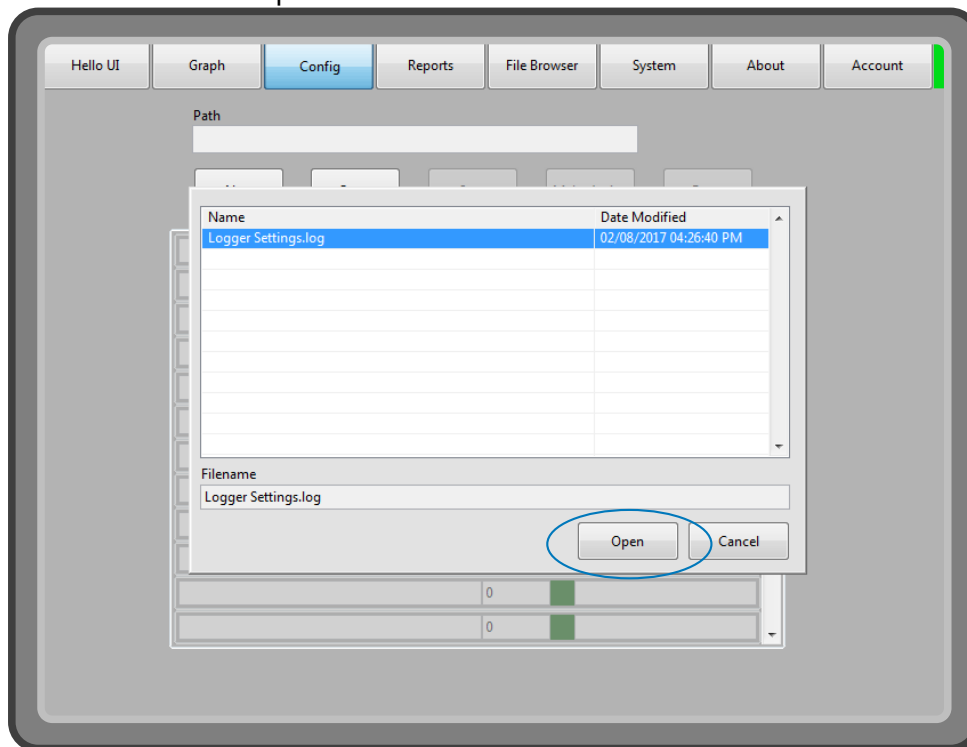 Hello UI Graph Config Reports File Browser System About Account
Path
Name Date Modified
Logger Settings.log 02/08/2017 04:26:40 PM
Filename
Logger Settings.log
Open Cancel
0
0